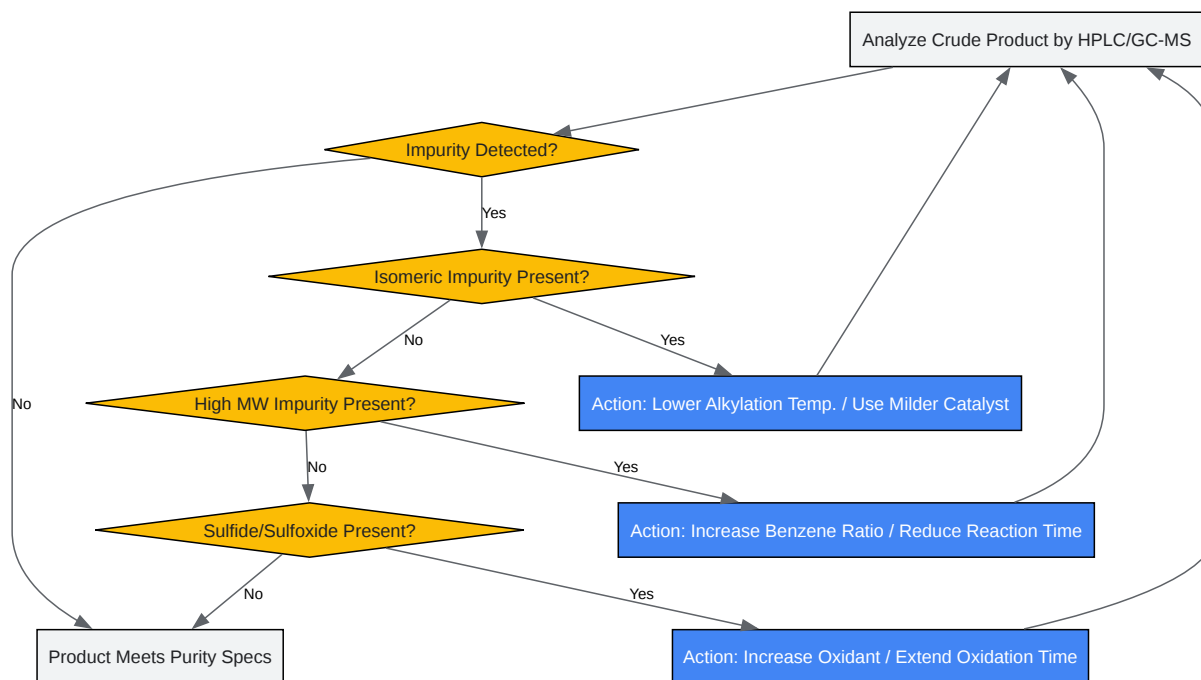 Analyze Crude Product by HPLC/GC-MS
Impurity Detected?
Yes
Isomeric Impurity Present?
No
Yes
High MW Impurity Present?
Action: Lower Alkylation Temp. / Use Milder Catalyst
No
No
Yes
Sulfide/Sulfoxide Present?
Action: Increase Benzene Ratio / Reduce Reaction Time
No
Yes
Product Meets Purity Specs
Action: Increase Oxidant / Extend Oxidation Time